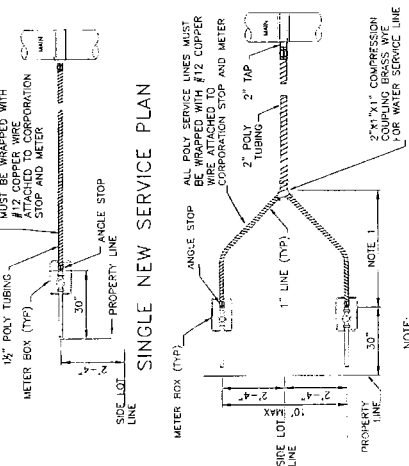 MUST BE WRAPPED WITH
#12 COPPER WIRE
ATTACHED TO CORPORATION
STOP AND METER
MAIN
1½" POLY TUBING
METER BOX (TYP)
ANGLE STOP
PROPERTY LINE
30"
2'-4"
SIDE LOT
LINE
SINGLE NEW SERVICE PLAN
ALL POLY SERVICE LINES MUST
BE WRAPPED WITH #12 COPPER
WIRE ATTACHED TO
CORPORATION STOP AND METER
MAIN
2" TAP
2" POLY
TUBING
ANGLE STOP
METER BOX (TYP)
1" LINE (TYP)
2"x1"x1" COMPRESSION
COUPLING BRASS WYE
FOR WATER SERVICE LINE
NOTE 1
30"
2'-4"
2'-4"
10' MAX
SIDE LOT
LINE
PROPERTY
LINE
NOTE: